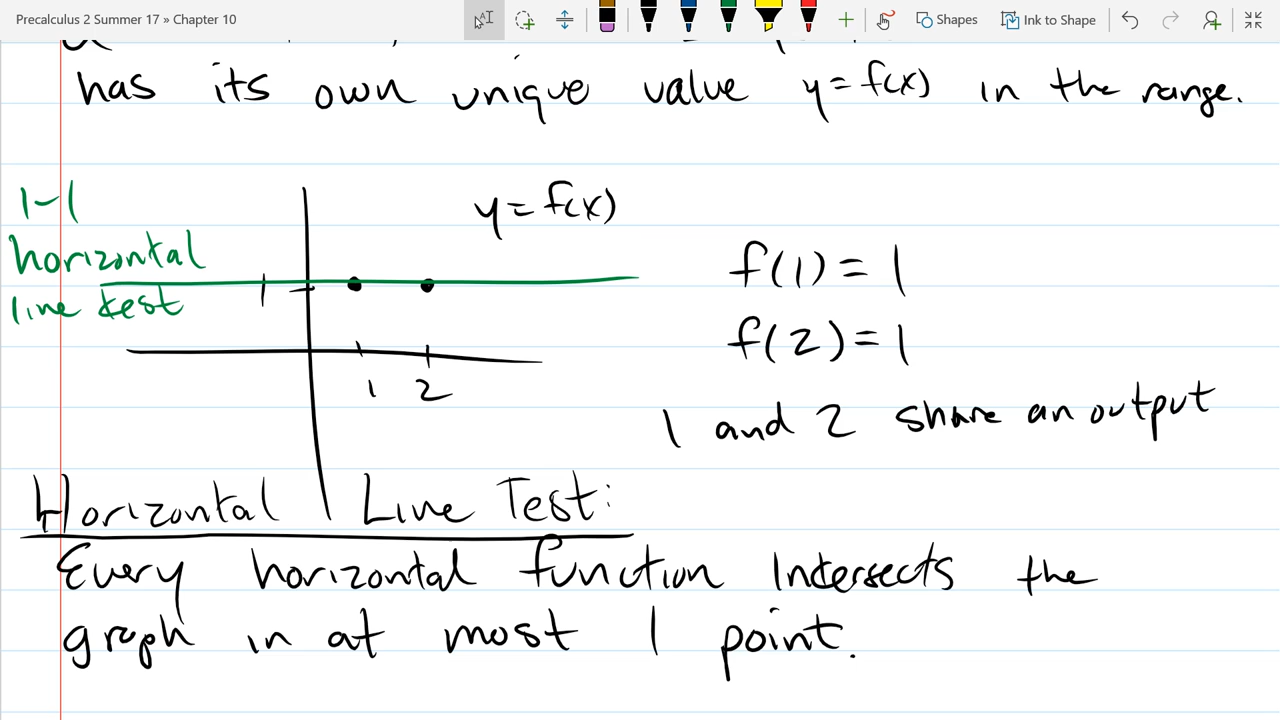 Precalculus 2 Summer 17 » Chapter 10
Shapes
Ink to Shape
has its own unique value y = f(x) in the range.
1-1
horizontal
line test
y = f(x)
1
1 2
f(1) = 1
f(2) = 1
1 and 2 share an output
Horizontal Line Test:
Every horizontal function intersects the
graph in at most 1 point.